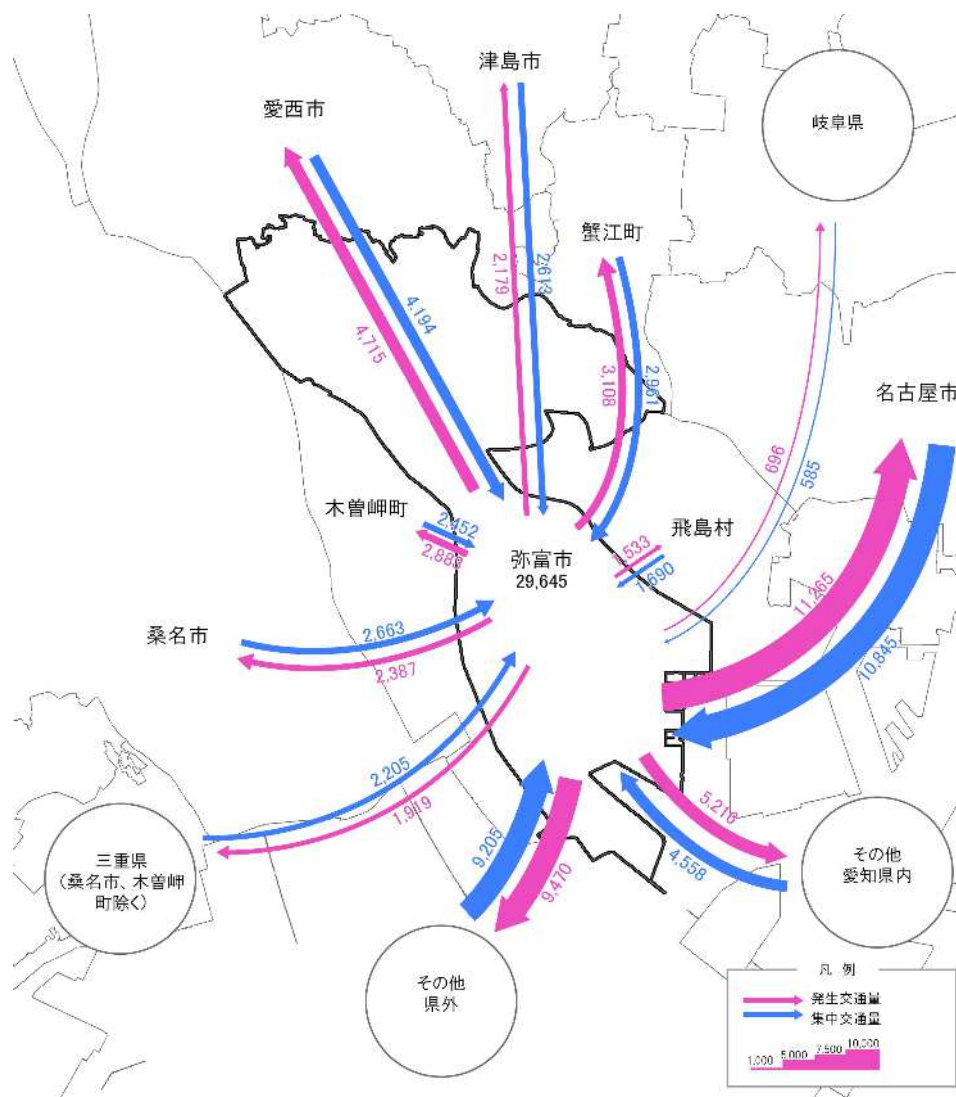 津島市
愛西市
岐阜県
蟹江町
2,179
2,613
4,194
4,715
3,108
2,961
名古屋市
696
585
木曽岬町
2,452
2,883
飛島村
1,690
弥富市
29,645
11,265
10,845
桑名市
2,663
2,387
2,205
1,919
5,216
4,558
9,205
9,470
三重県
(桑名市、木曽岬
町除く)
その他
愛知県内
その他
県外
凡 例
発生交通量
集中交通量
1,000
5,000
7,500
10,000